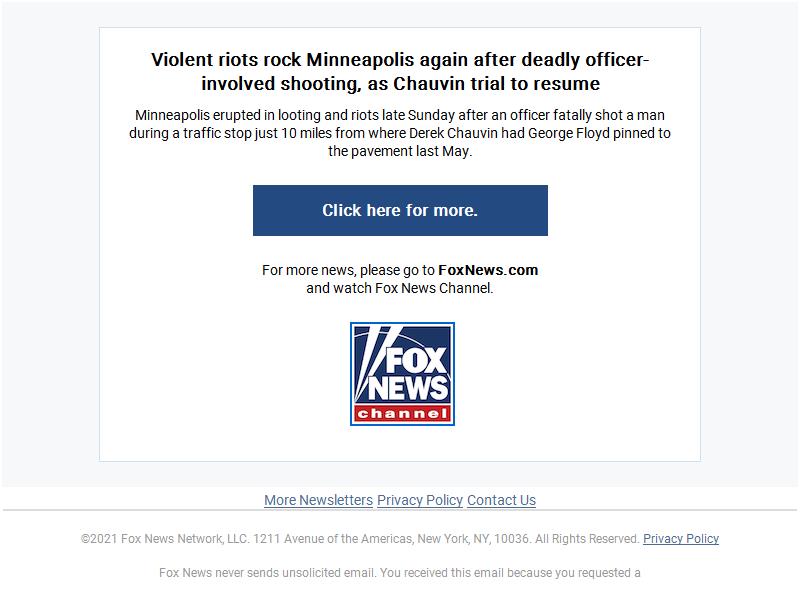 Violent riots rock Minneapolis again after deadly officer-
involved shooting, as Chauvin trial to resume
Minneapolis erupted in looting and riots late Sunday after an officer fatally shot a man
during a traffic stop just 10 miles from where Derek Chauvin had George Floyd pinned to
the pavement last May.
Click here for more.
For more news, please go to FoxNews.com
and watch Fox News Channel.
FOX
NEWS
channel
More Newsletters Privacy Policy Contact Us
©2021 Fox News Network, LLC. 1211 Avenue of the Americas, New York, NY, 10036. All Rights Reserved. Privacy Policy
Fox News never sends unsolicited email. You received this email because you requested a